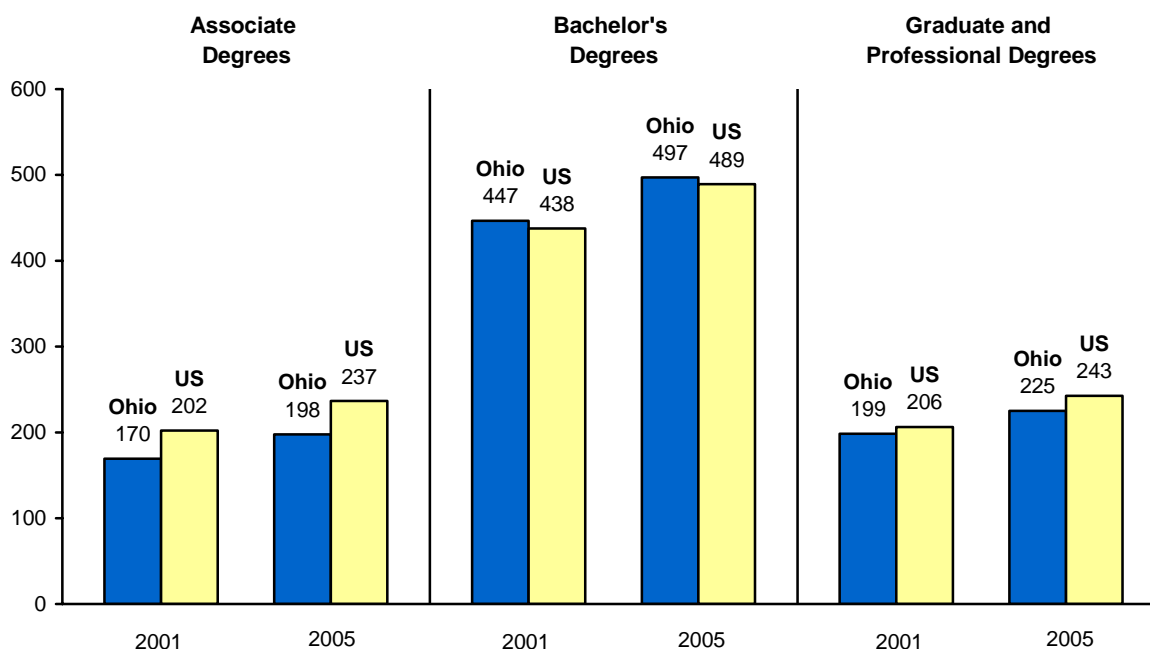 Associate
Degrees
Bachelor's
Degrees
Graduate and
Professional Degrees
600
500
400
300
200
100
0
Ohio
170
US
202
Ohio
198
US
237
Ohio
447
US
438
Ohio
497
US
489
Ohio
199
US
206
Ohio
225
US
243
2001
2005
2001
2005
2001
2005